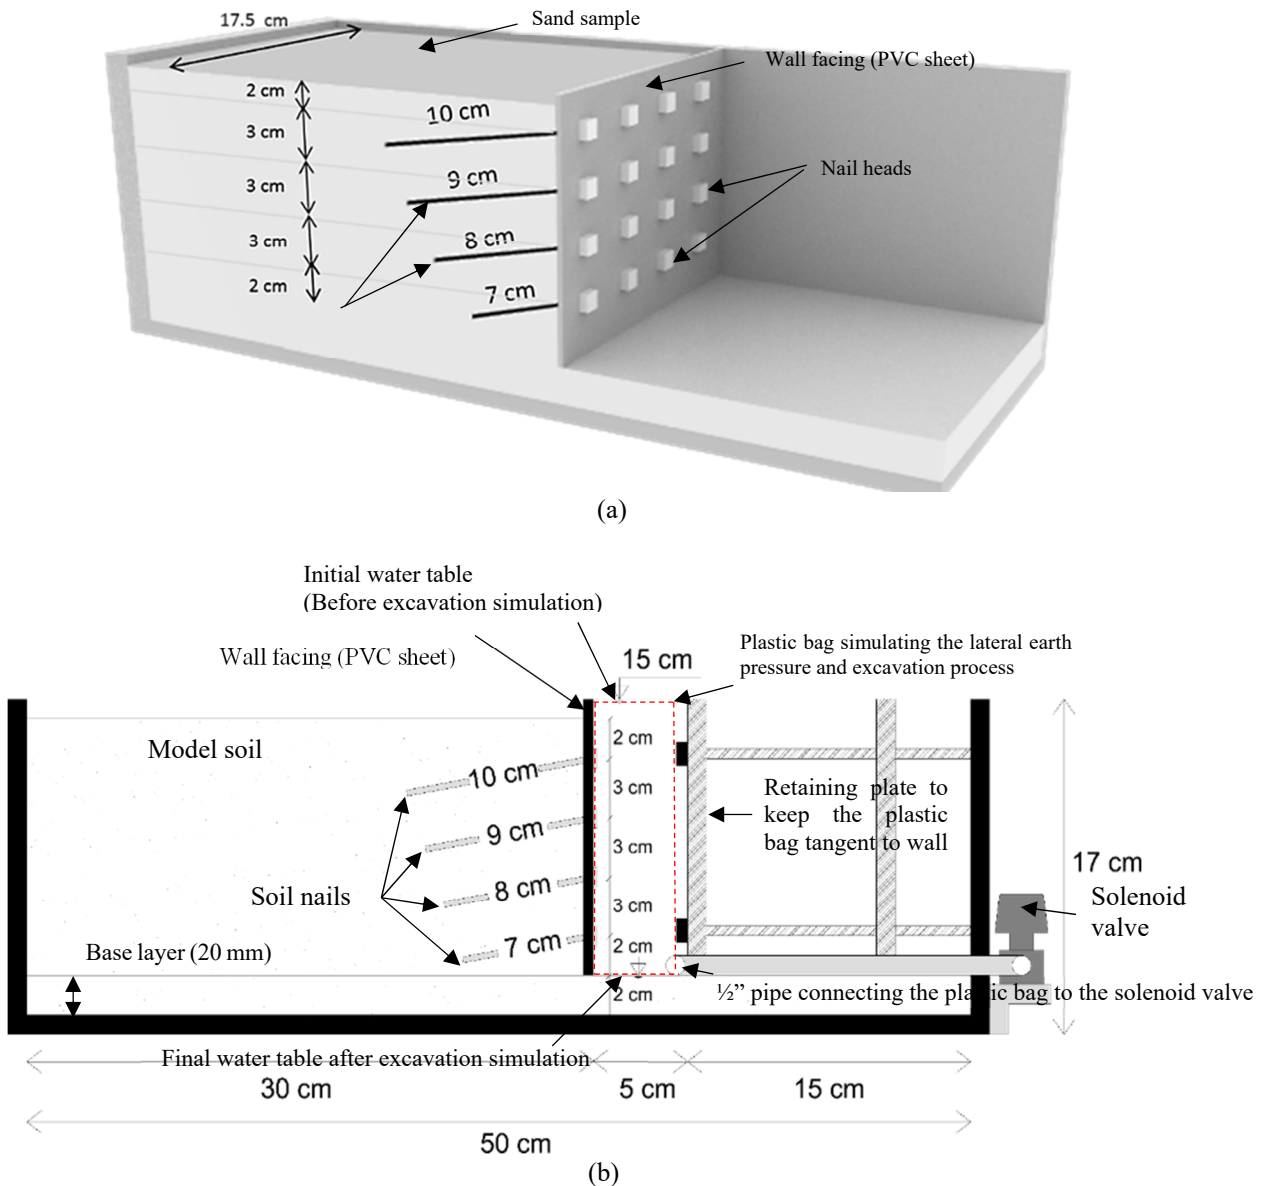 17.5 cm
Sand sample
Wall facing (PVC sheet)
2 cm
10 cm
3 cm
9 cm
Nail heads
3 cm
8 cm
3 cm
7 cm
2 cm
(a)
Initial water table
(Before excavation simulation)
Wall facing (PVC sheet)
15 cm
Plastic bag simulating the lateral earth
pressure and excavation process
Model soil
2 cm
10 cm
3 cm
Retaining plate to
keep the plastic
bag tangent to wall
9 cm
3 cm
17 cm
Soil nails
8 cm
3 cm
Solenoid
valve
7 cm
2 cm
Base layer (20 mm)
2 cm
½” pipe connecting the plastic bag to the solenoid valve
Final water table after excavation simulation
30 cm
5 cm
15 cm
50 cm
(b)